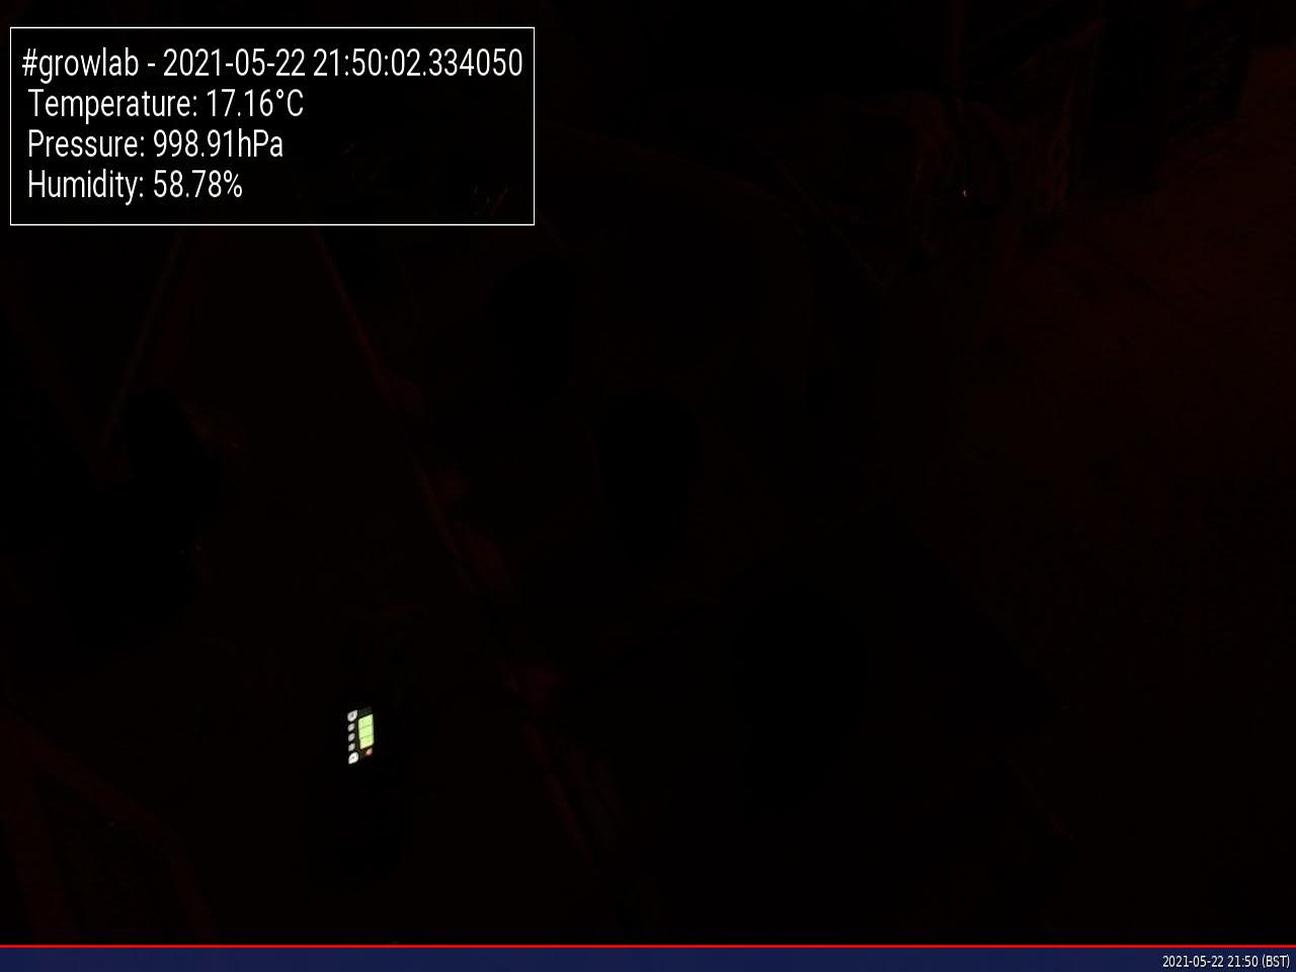 #growlab - 2021-05-22 21:50:02.334050
Temperature: 17.16°C
Pressure: 998.91hPa
Humidity: 58.78%
2021-05-22 21:50 (BST)